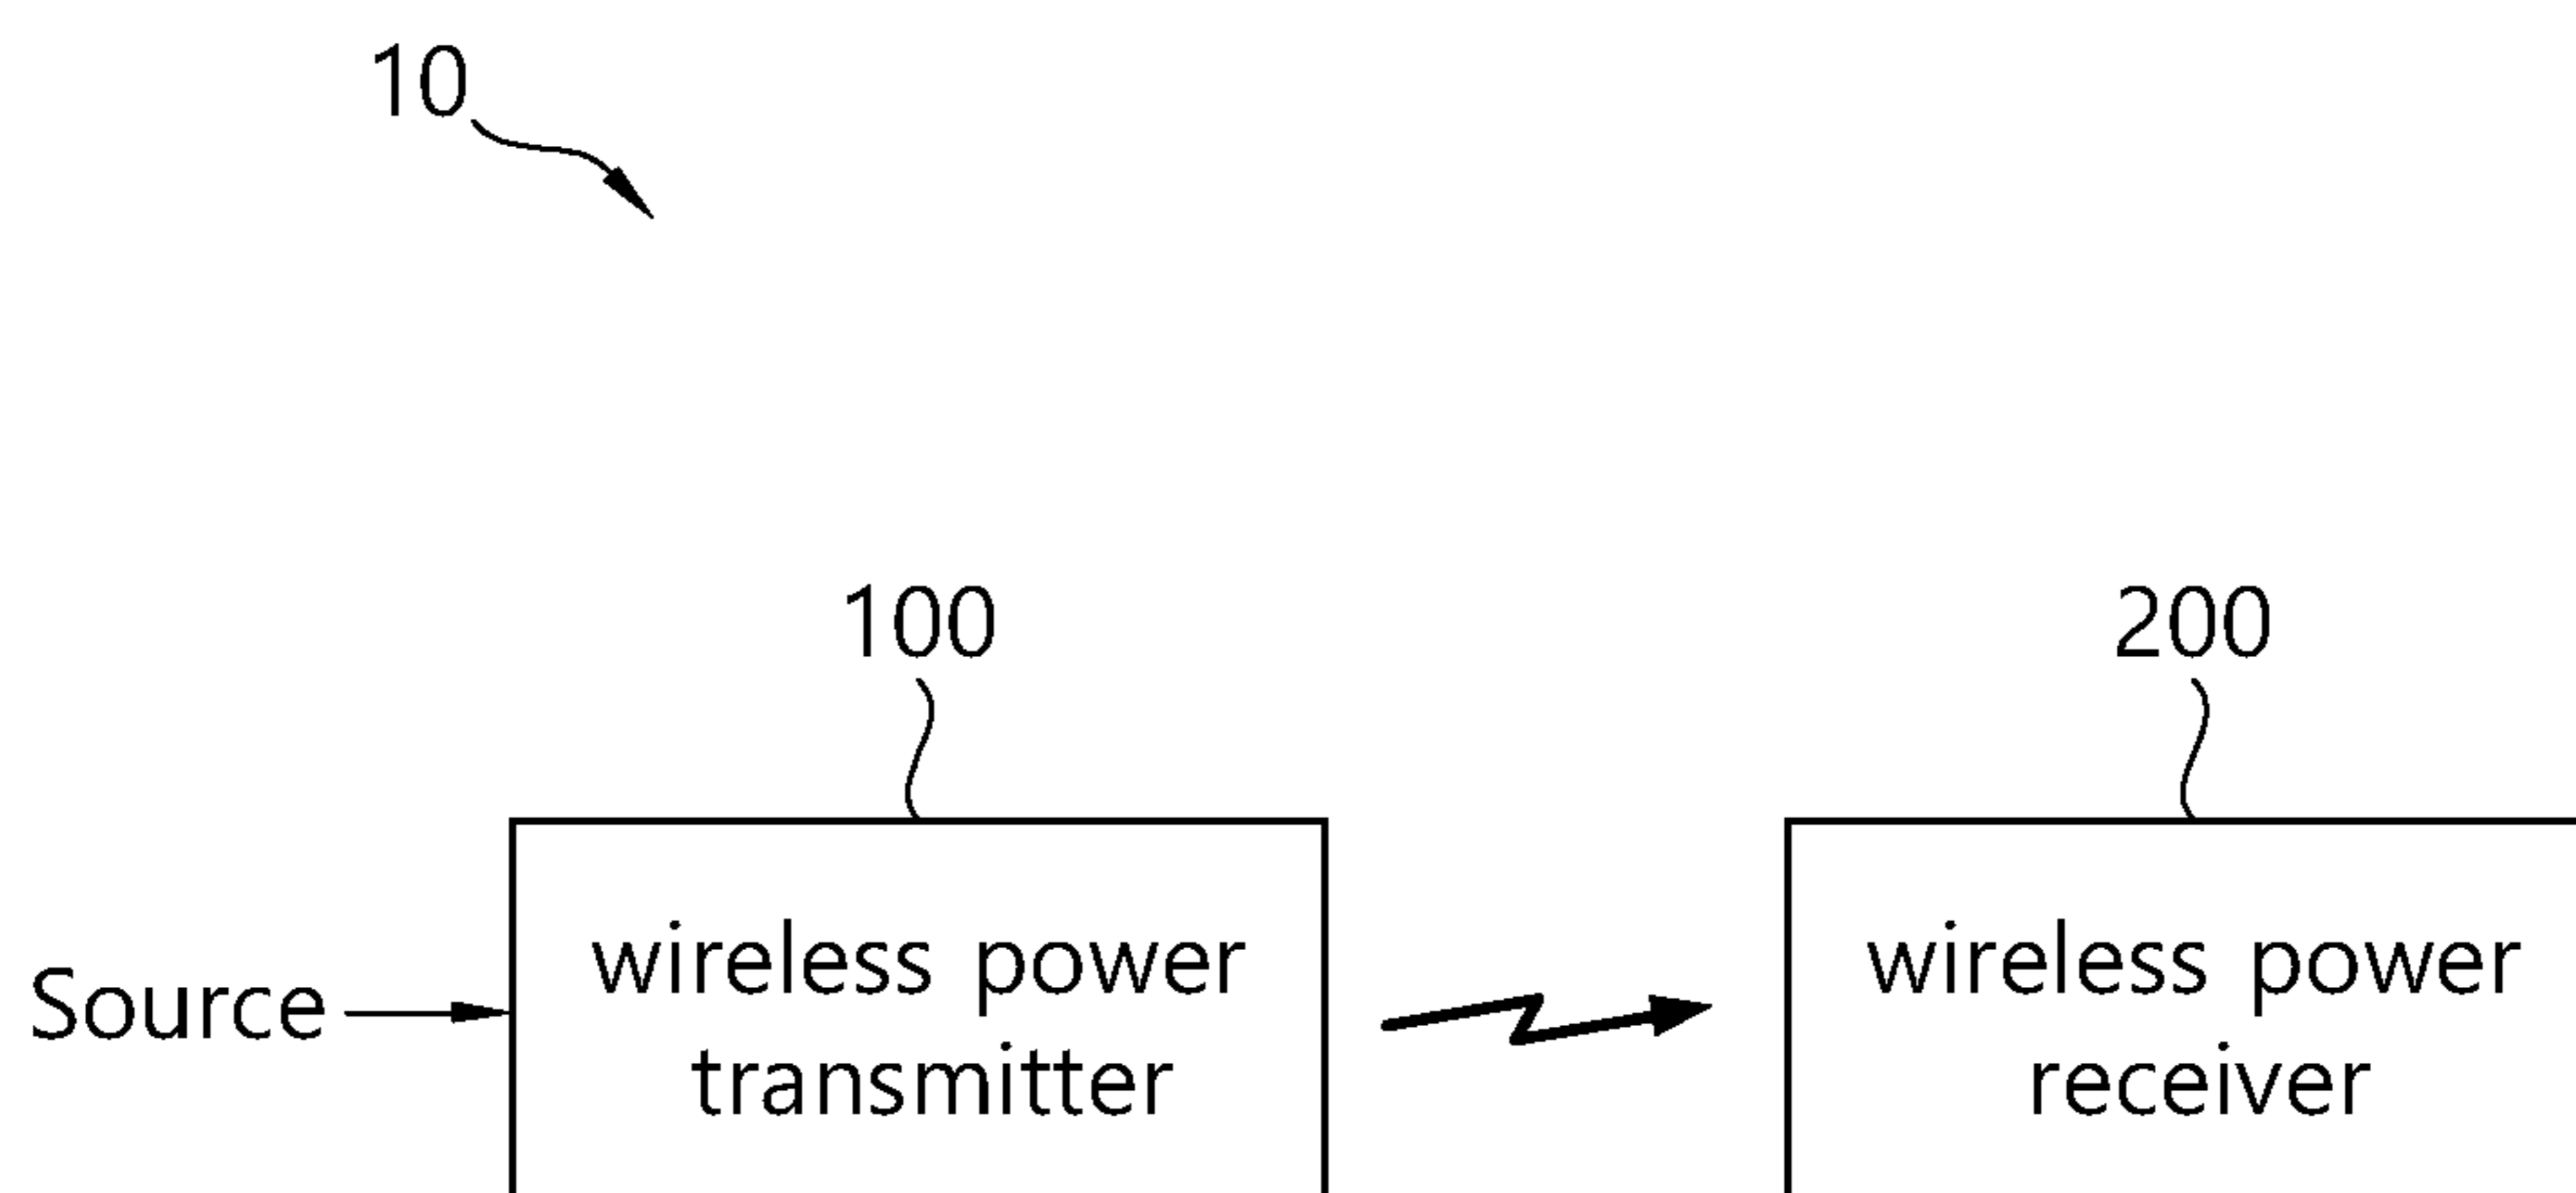 10
100
200
Source
wireless power
transmitter
wireless power
receiver